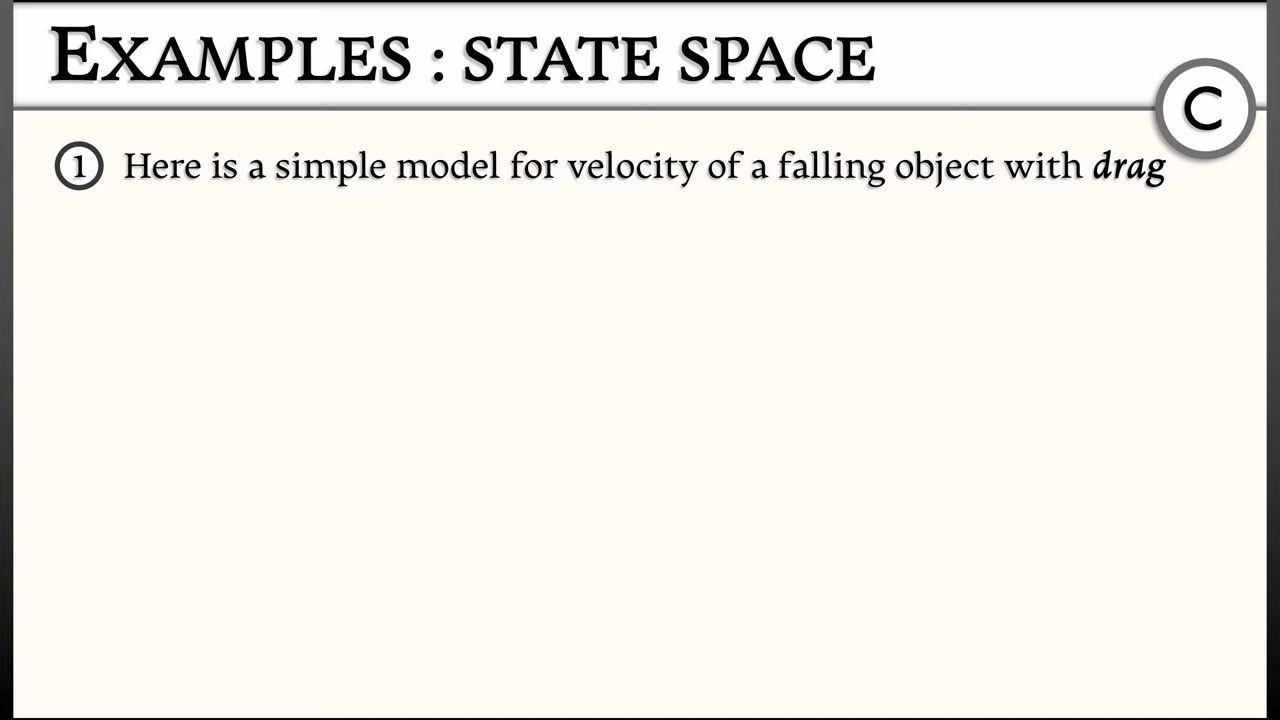 EXAMPLES : STATE SPACE
C
1 Here is a simple model for velocity of a falling object with drag